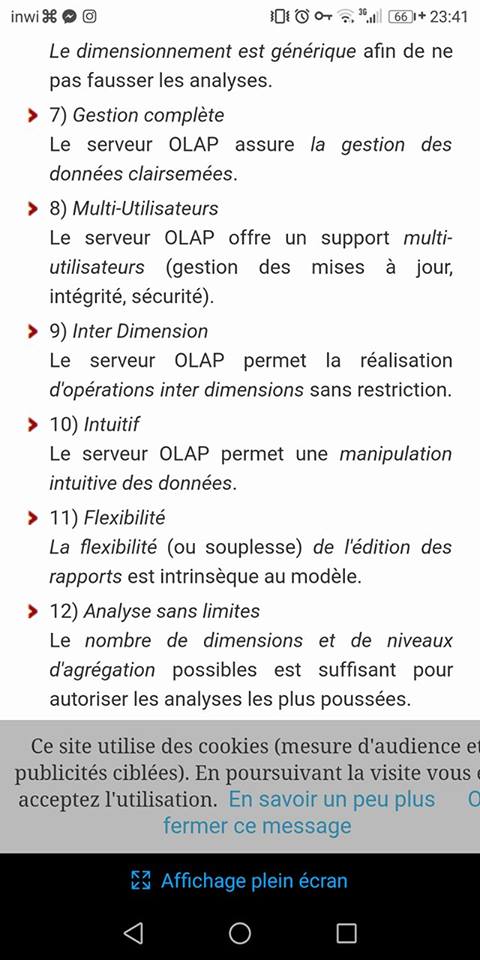 inwi 3G 66 23:41
Le dimensionnement est générique afin de ne
pas fausser les analyses.
7) Gestion complète
Le serveur OLAP assure la gestion des
données clairsemées.
8) Multi-Utilisateurs
Le serveur OLAP offre un support multi-
utilisateurs (gestion des mises à jour,
intégrité, sécurité).
9) Inter Dimension
Le serveur OLAP permet la réalisation
d'opérations inter dimensions sans restriction.
10) Intuitif
Le serveur OLAP permet une manipulation
intuitive des données.
11) Flexibilité
La flexibilité (ou souplesse) de l'édition des
rapports est intrinsèque au modèle.
12) Analyse sans limites
Le nombre de dimensions et de niveaux
d'agrégation possibles est suffisant pour
autoriser les analyses les plus poussées.
Ce site utilise des cookies (mesure d'audience et
publicités ciblées). En poursuivant la visite vous
acceptez l'utilisation. En savoir un peu plus
fermer ce message
Affichage plein écran